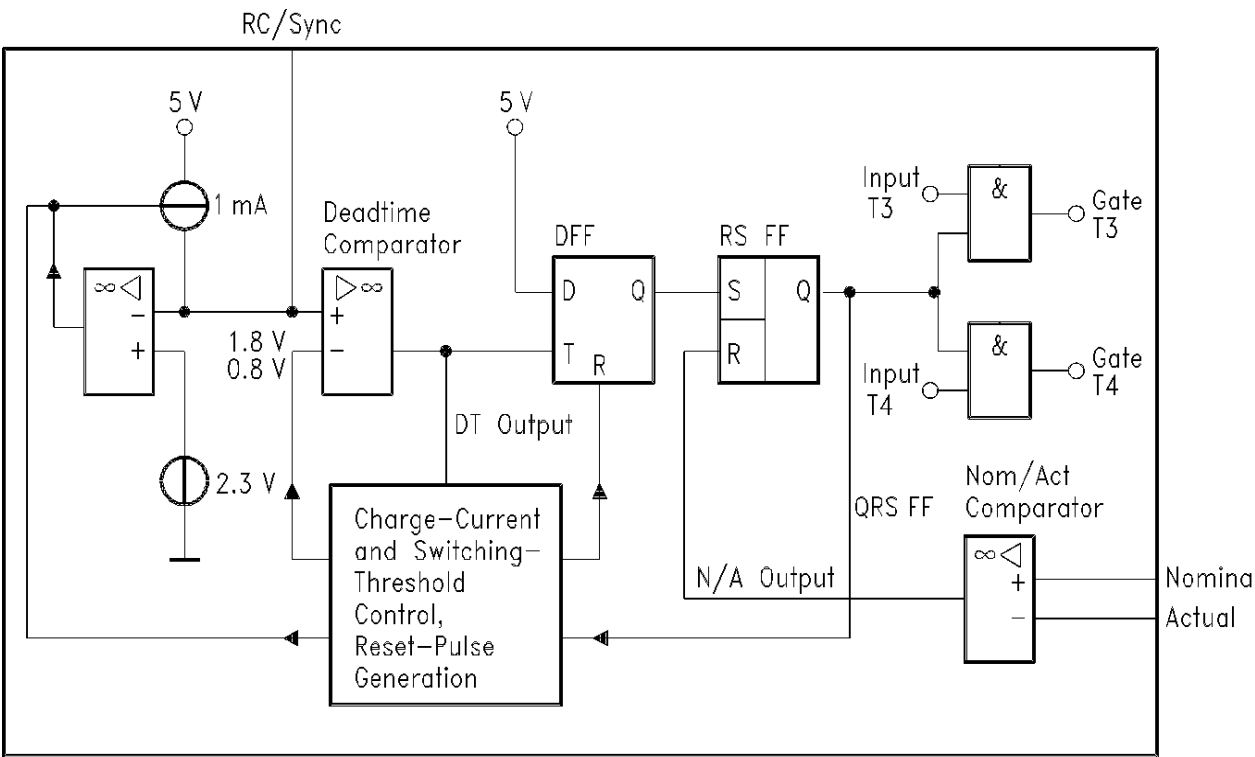 RC/Sync
5 V
1 mA
∞
−
+
2.3 V
Deadtime
Comparator
∞
+
−
1.8 V
0.8 V
DT Output
5 V
DFF
D
Q
T
R
RS FF
S
Q
R
Input
T3
&
Gate
T3
Input
T4
&
Gate
T4
Charge-Current
and Switching-
Threshold
Control,
Reset-Pulse
Generation
QRS FF
N/A Output
Nom/Act
Comparator
∞
+
−
Nomina
Actual